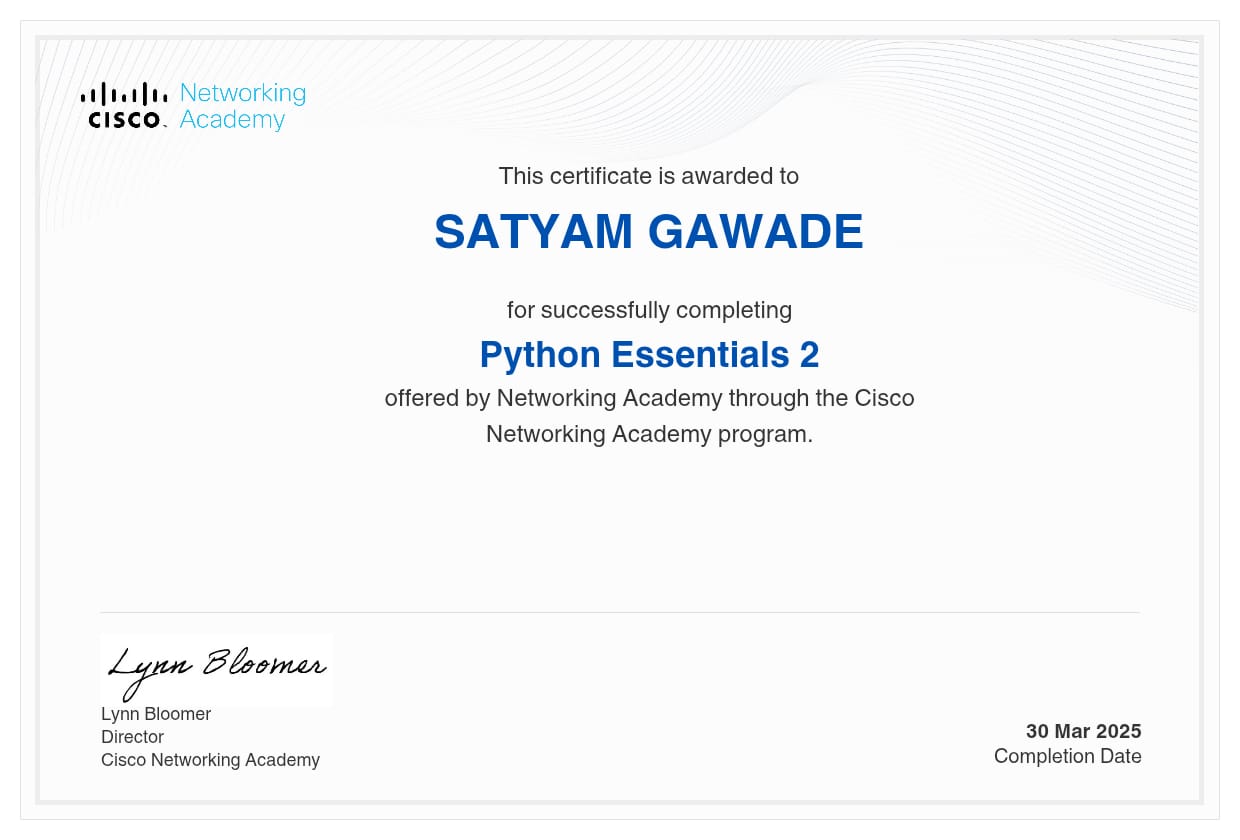 CISCO Networking
Academy
This certificate is awarded to
SATYAM GAWADE
for successfully completing
Python Essentials 2
offered by Networking Academy through the Cisco
Networking Academy program.
Lynn Bloomer
Lynn Bloomer
Director
Cisco Networking Academy
30 Mar 2025
Completion Date